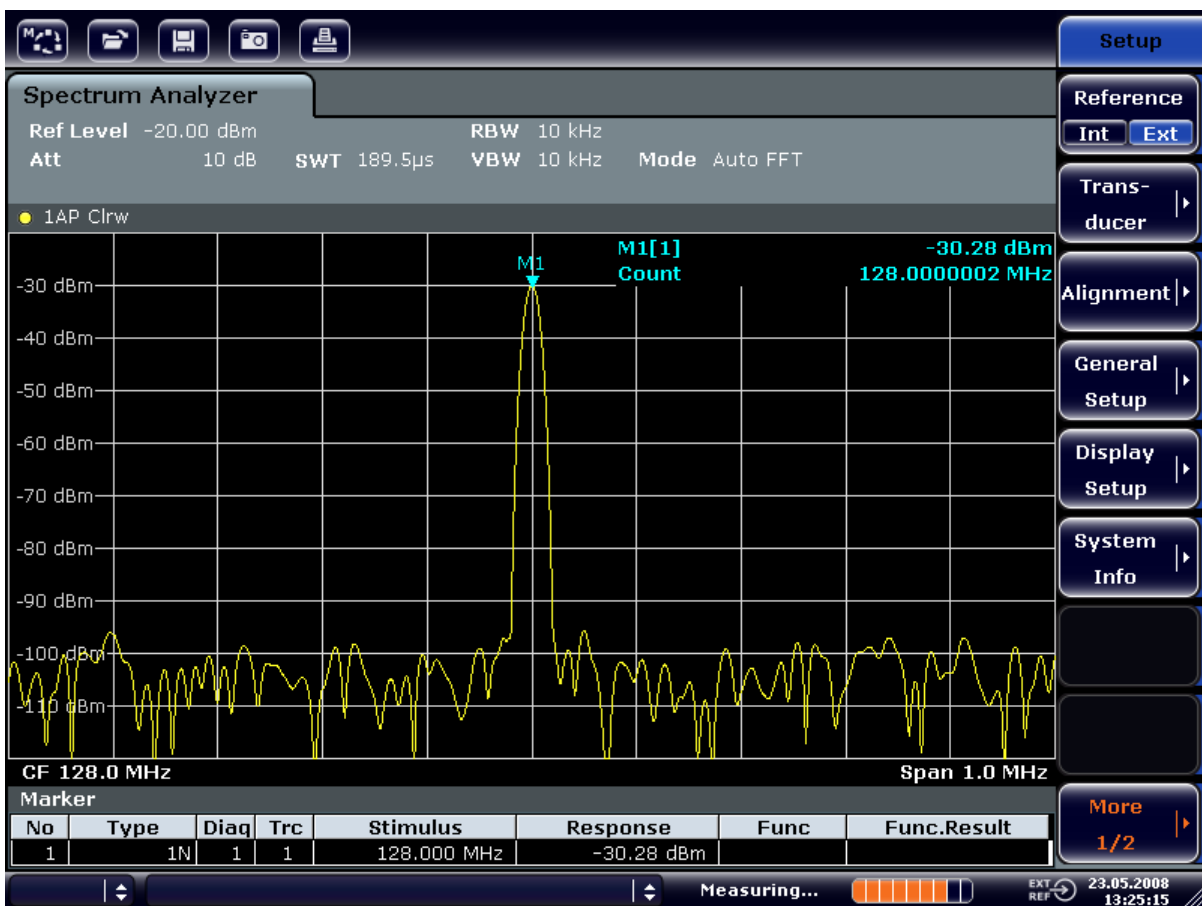 M
Setup
Spectrum Analyzer
Ref Level -20.00 dBm RBW 10 kHz
Att 10 dB SWT 189.5µs VBW 10 kHz Mode Auto FFT
1AP Clrw
M1[1] -30.28 dBm
Count 128.0000002 MHz
M1
-30 dBm
-40 dBm
-50 dBm
-60 dBm
-70 dBm
-80 dBm
-90 dBm
-100 dBm
-110 dBm
CF 128.0 MHz Span 1.0 MHz
Marker
No Type Diag Trc Stimulus Response Func Func.Result
1 1N 1 1 128.000 MHz -30.28 dBm
Measuring...
EXT REF
23.05.2008
13:25:15
Reference
Int Ext
Trans-
ducer
Alignment
General
Setup
Display
Setup
System
Info
More
1/2